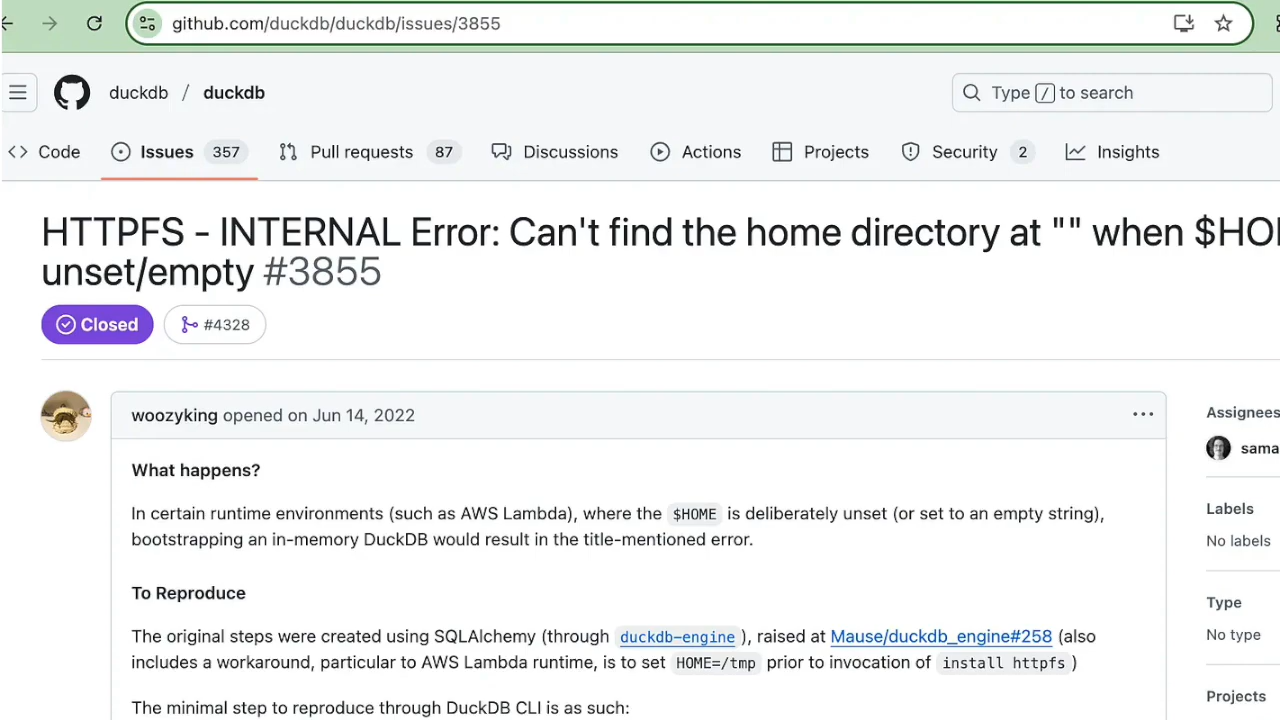 github.com/duckdb/duckdb/issues/3855
duckdb / duckdb
Type / to search
Code Issues 357 Pull requests 87 Discussions Actions Projects Security 2 Insights
HTTPFS - INTERNAL Error: Can't find the home directory at "" when $HO
unset/empty #3855
Closed #4328
woozyking opened on Jun 14, 2022
Assignees
sama
What happens?
In certain runtime environments (such as AWS Lambda), where the $HOME is deliberately unset (or set to an empty string),
bootstrapping an in-memory DuckDB would result in the title-mentioned error.
Labels
No labels
To Reproduce
The original steps were created using SQLAlchemy (through duckdb-engine ), raised at Mause/duckdb_engine#258 (also
includes a workaround, particular to AWS Lambda runtime, is to set HOME=/tmp prior to invocation of install httpfs )
The minimal step to reproduce through DuckDB CLI is as such:
Type
No type
Projects